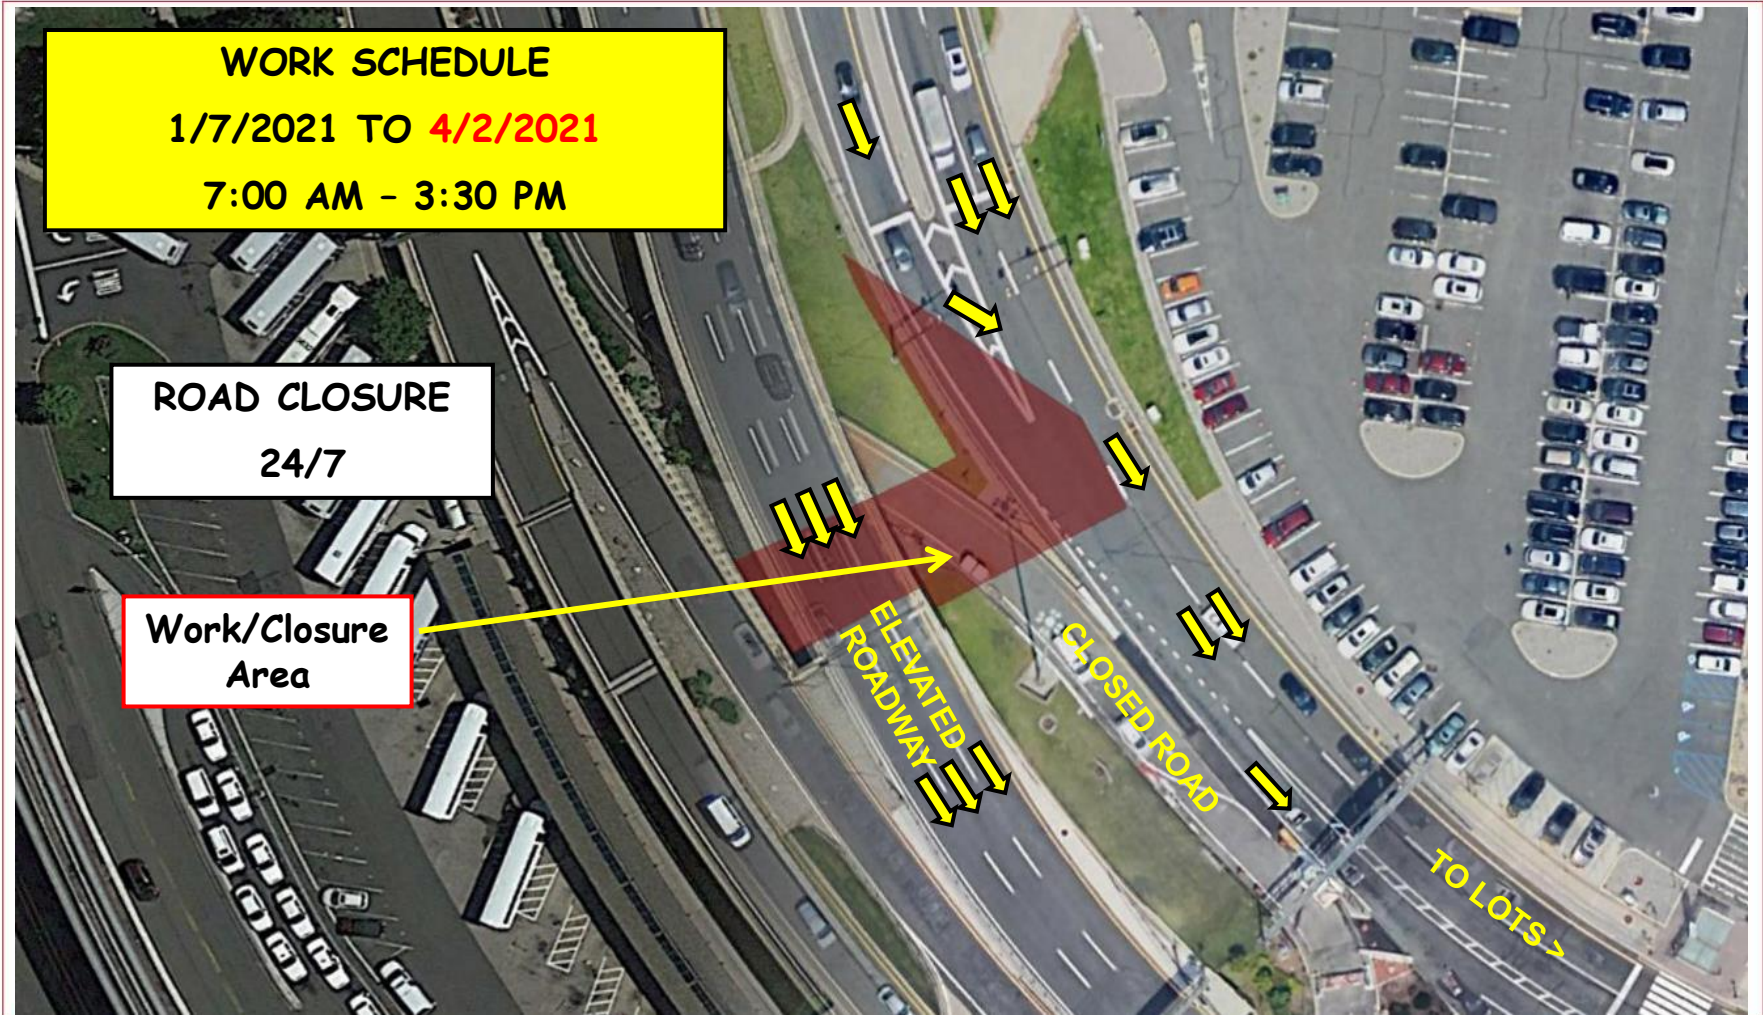 WORK SCHEDULE
1/7/2021 TO 4/2/2021
7:00 AM – 3:30 PM
ROAD CLOSURE
24/7
Work/Closure
Area
ELEVATED
ROADWAY
CLOSED ROAD
TO LOTS >